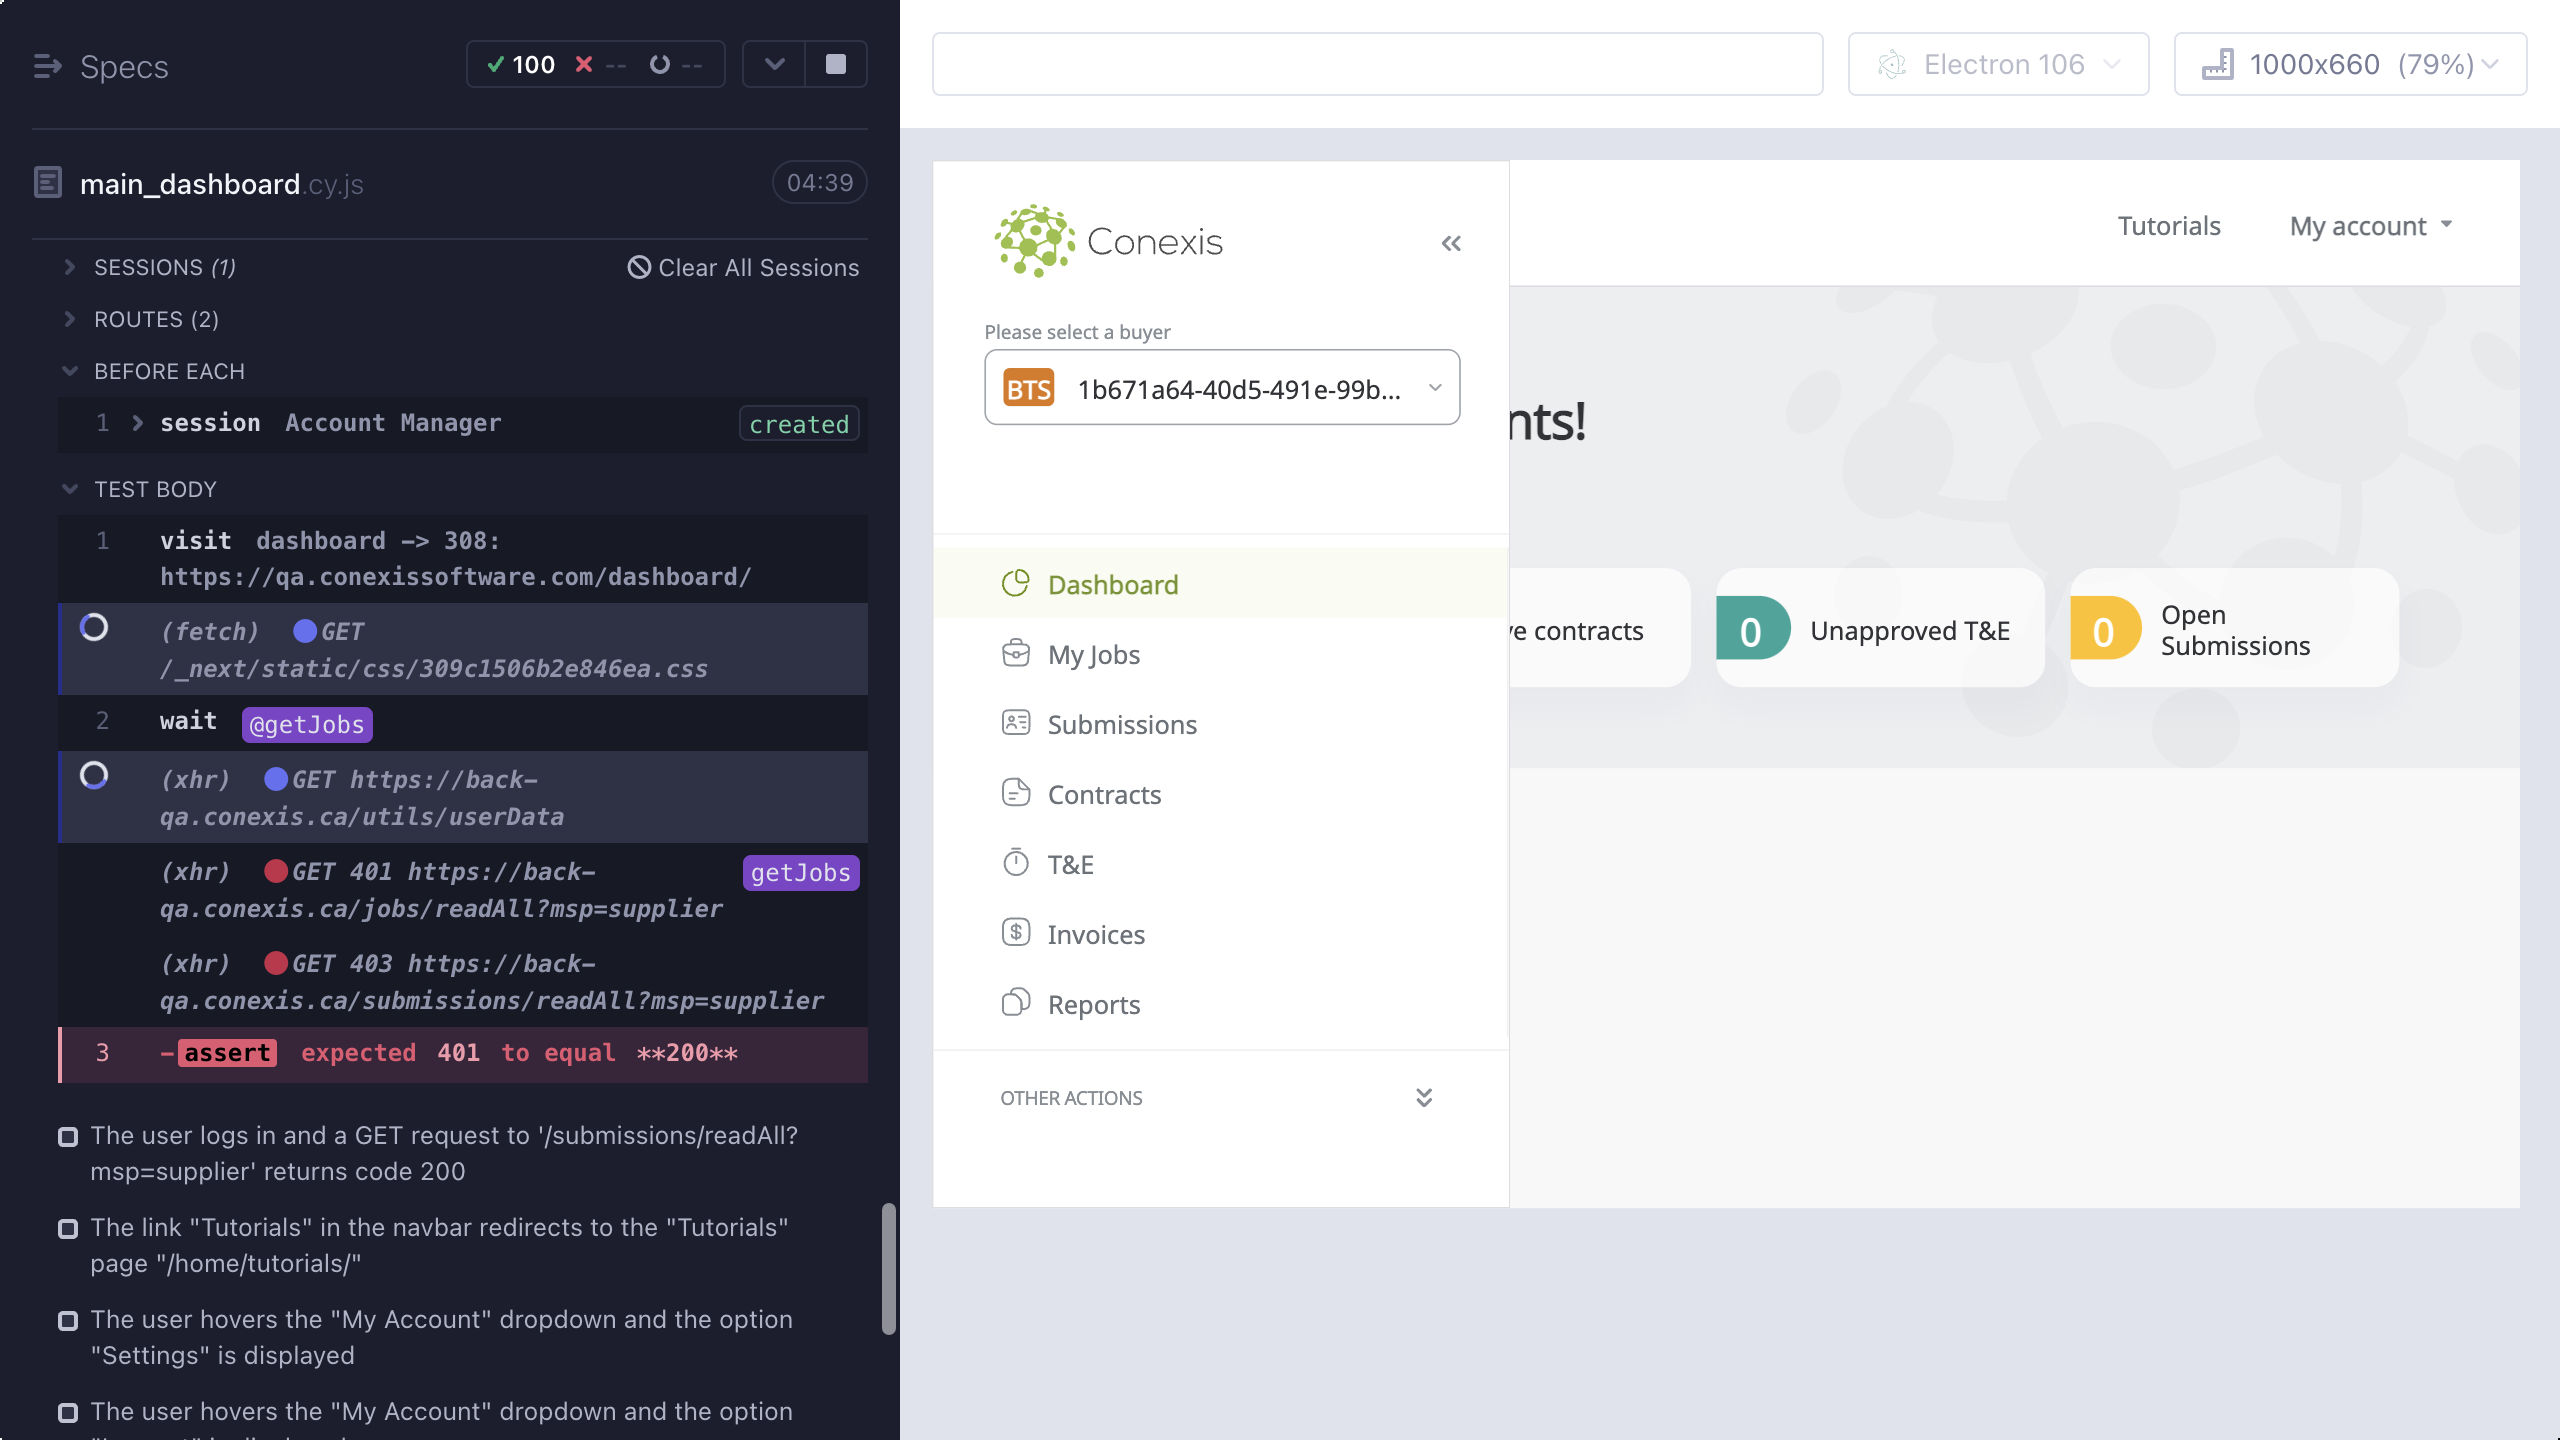 Specs
100 -- --
main_dashboard.cy.js
04:39
SESSIONS (1)
Clear All Sessions
ROUTES (2)
BEFORE EACH
1 session Account Manager created
TEST BODY
1 visit dashboard -> 308:
https://qa.conexissoftware.com/dashboard/
(fetch) GET
/_next/static/css/309c1506b2e846ea.css
2 wait @getJobs
(xhr) GET https://back-
qa.conexis.ca/utils/userData
(xhr) GET 401 https://back- getJobs
qa.conexis.ca/jobs/readAll?msp=supplier
(xhr) GET 403 https://back-
qa.conexis.ca/submissions/readAll?msp=supplier
3 -assert expected 401 to equal **200**
The user logs in and a GET request to '/submissions/readAll?
msp=supplier' returns code 200
The link "Tutorials" in the navbar redirects to the "Tutorials"
page "/home/tutorials/"
The user hovers the "My Account" dropdown and the option
"Settings" is displayed
The user hovers the "My Account" dropdown and the option
Electron 106
1000x660 (79%)
Conexis
Please select a buyer
BTS 1b671a64-40d5-491e-99b...
Dashboard
My Jobs
Submissions
Contracts
T&E
Invoices
Reports
OTHER ACTIONS
Tutorials
My account
nts!
ve contracts
0 Unapproved T&E
0 Open
Submissions